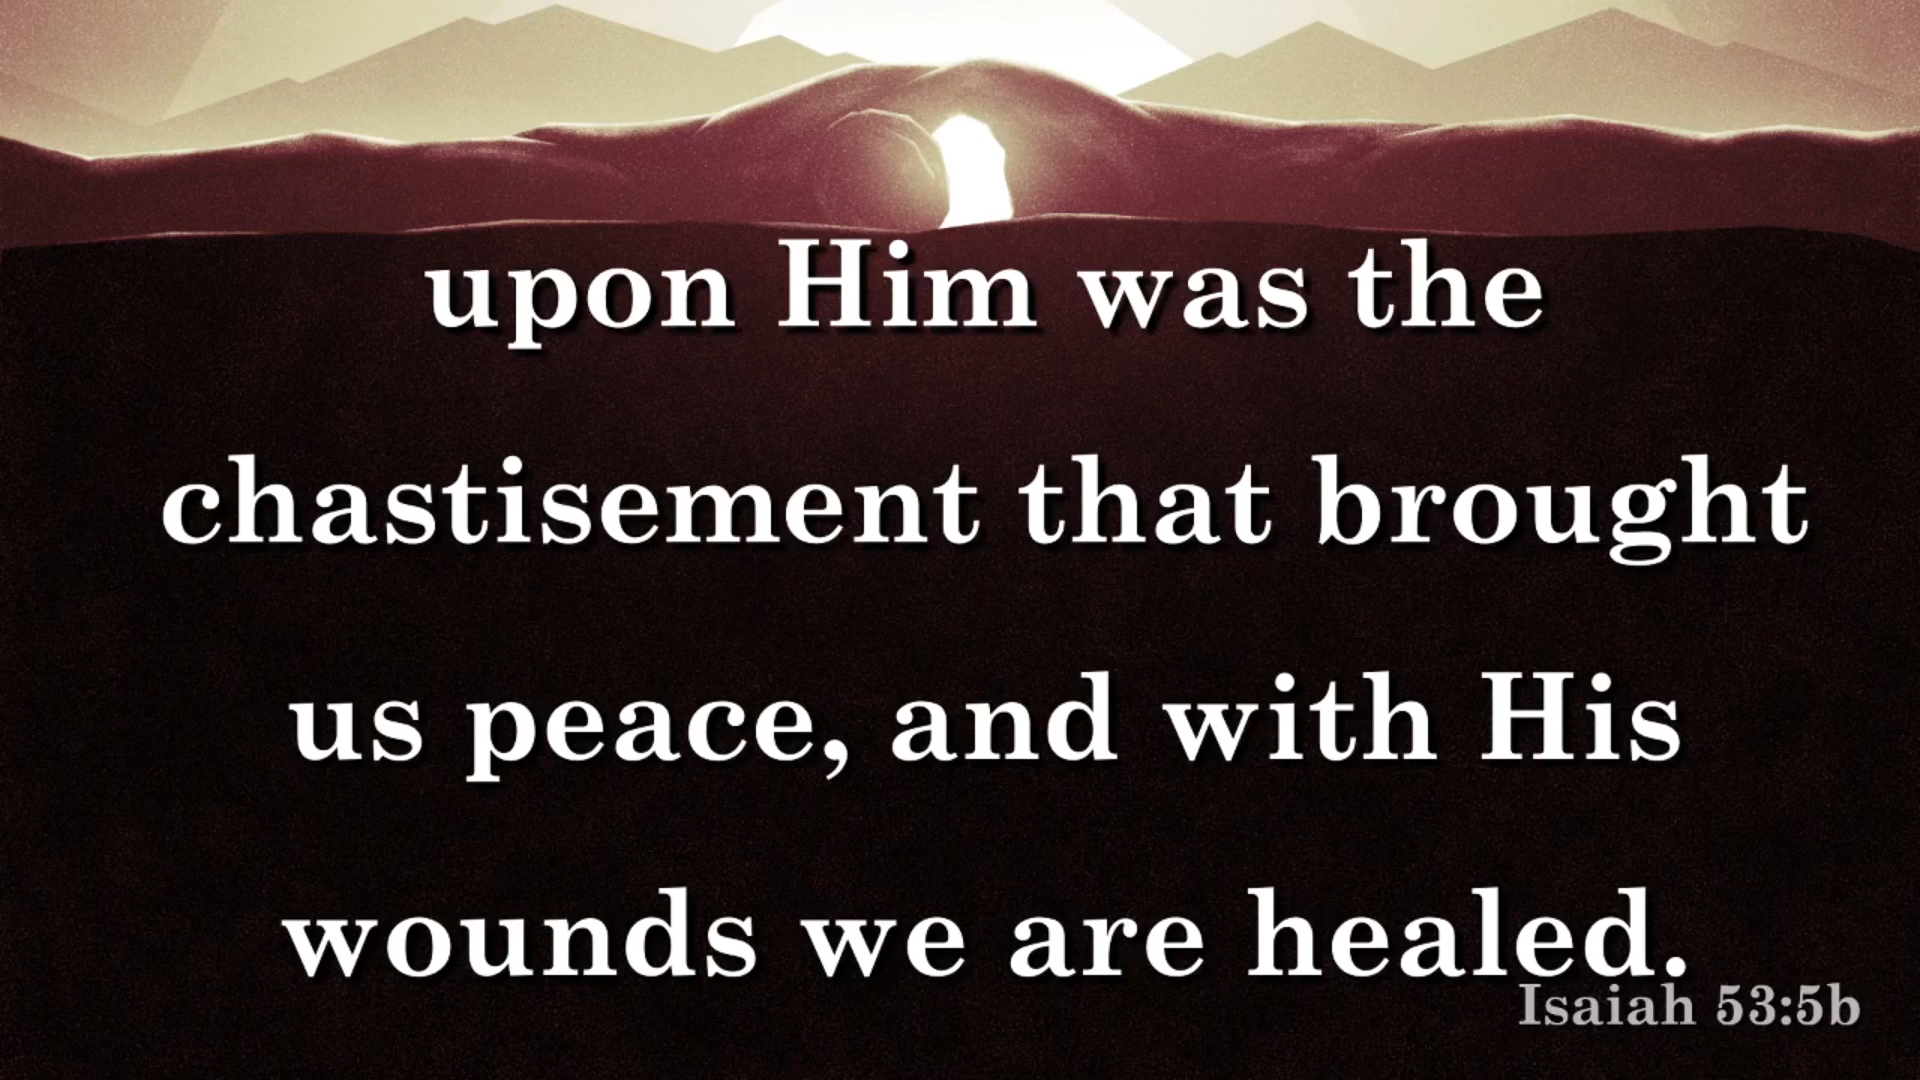 upon Him was the
chastisement that brought
us peace, and with His
wounds we are healed.
Isaiah 53:5b